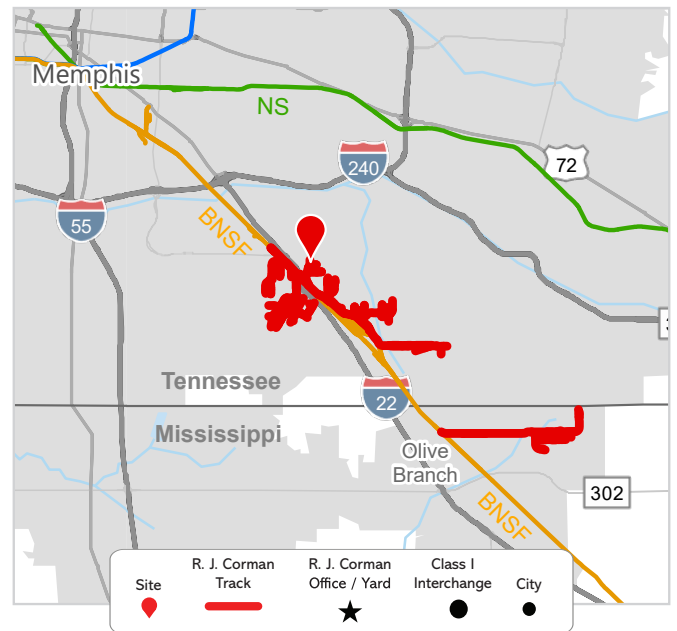 Memphis
NS
72
240
55
BNSF
Tennessee
22
Mississippi
Olive
Branch
302
BNSF
Site
R. J. Corman
Track
R. J. Corman
Office / Yard
Class I
Interchange
City